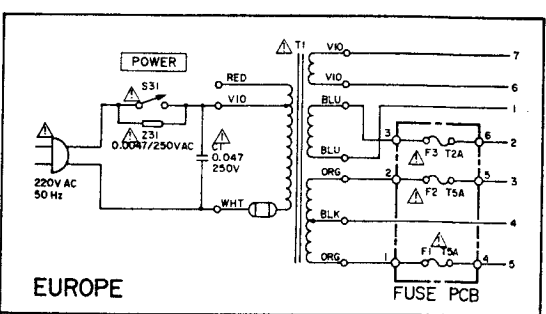 POWER
T1
VIO
7
S31
RED
VIO
6
VIO
BLU
1
Z31
0.0047/250VAC
C1
0.047
250V
3
6
2
F3 T2A
BLU
220V AC
50 Hz
ORG
2
5
3
F2 T5A
WHT
BLK
4
F1 T5A
ORG
1
4
5
EUROPE
FUSE PCB